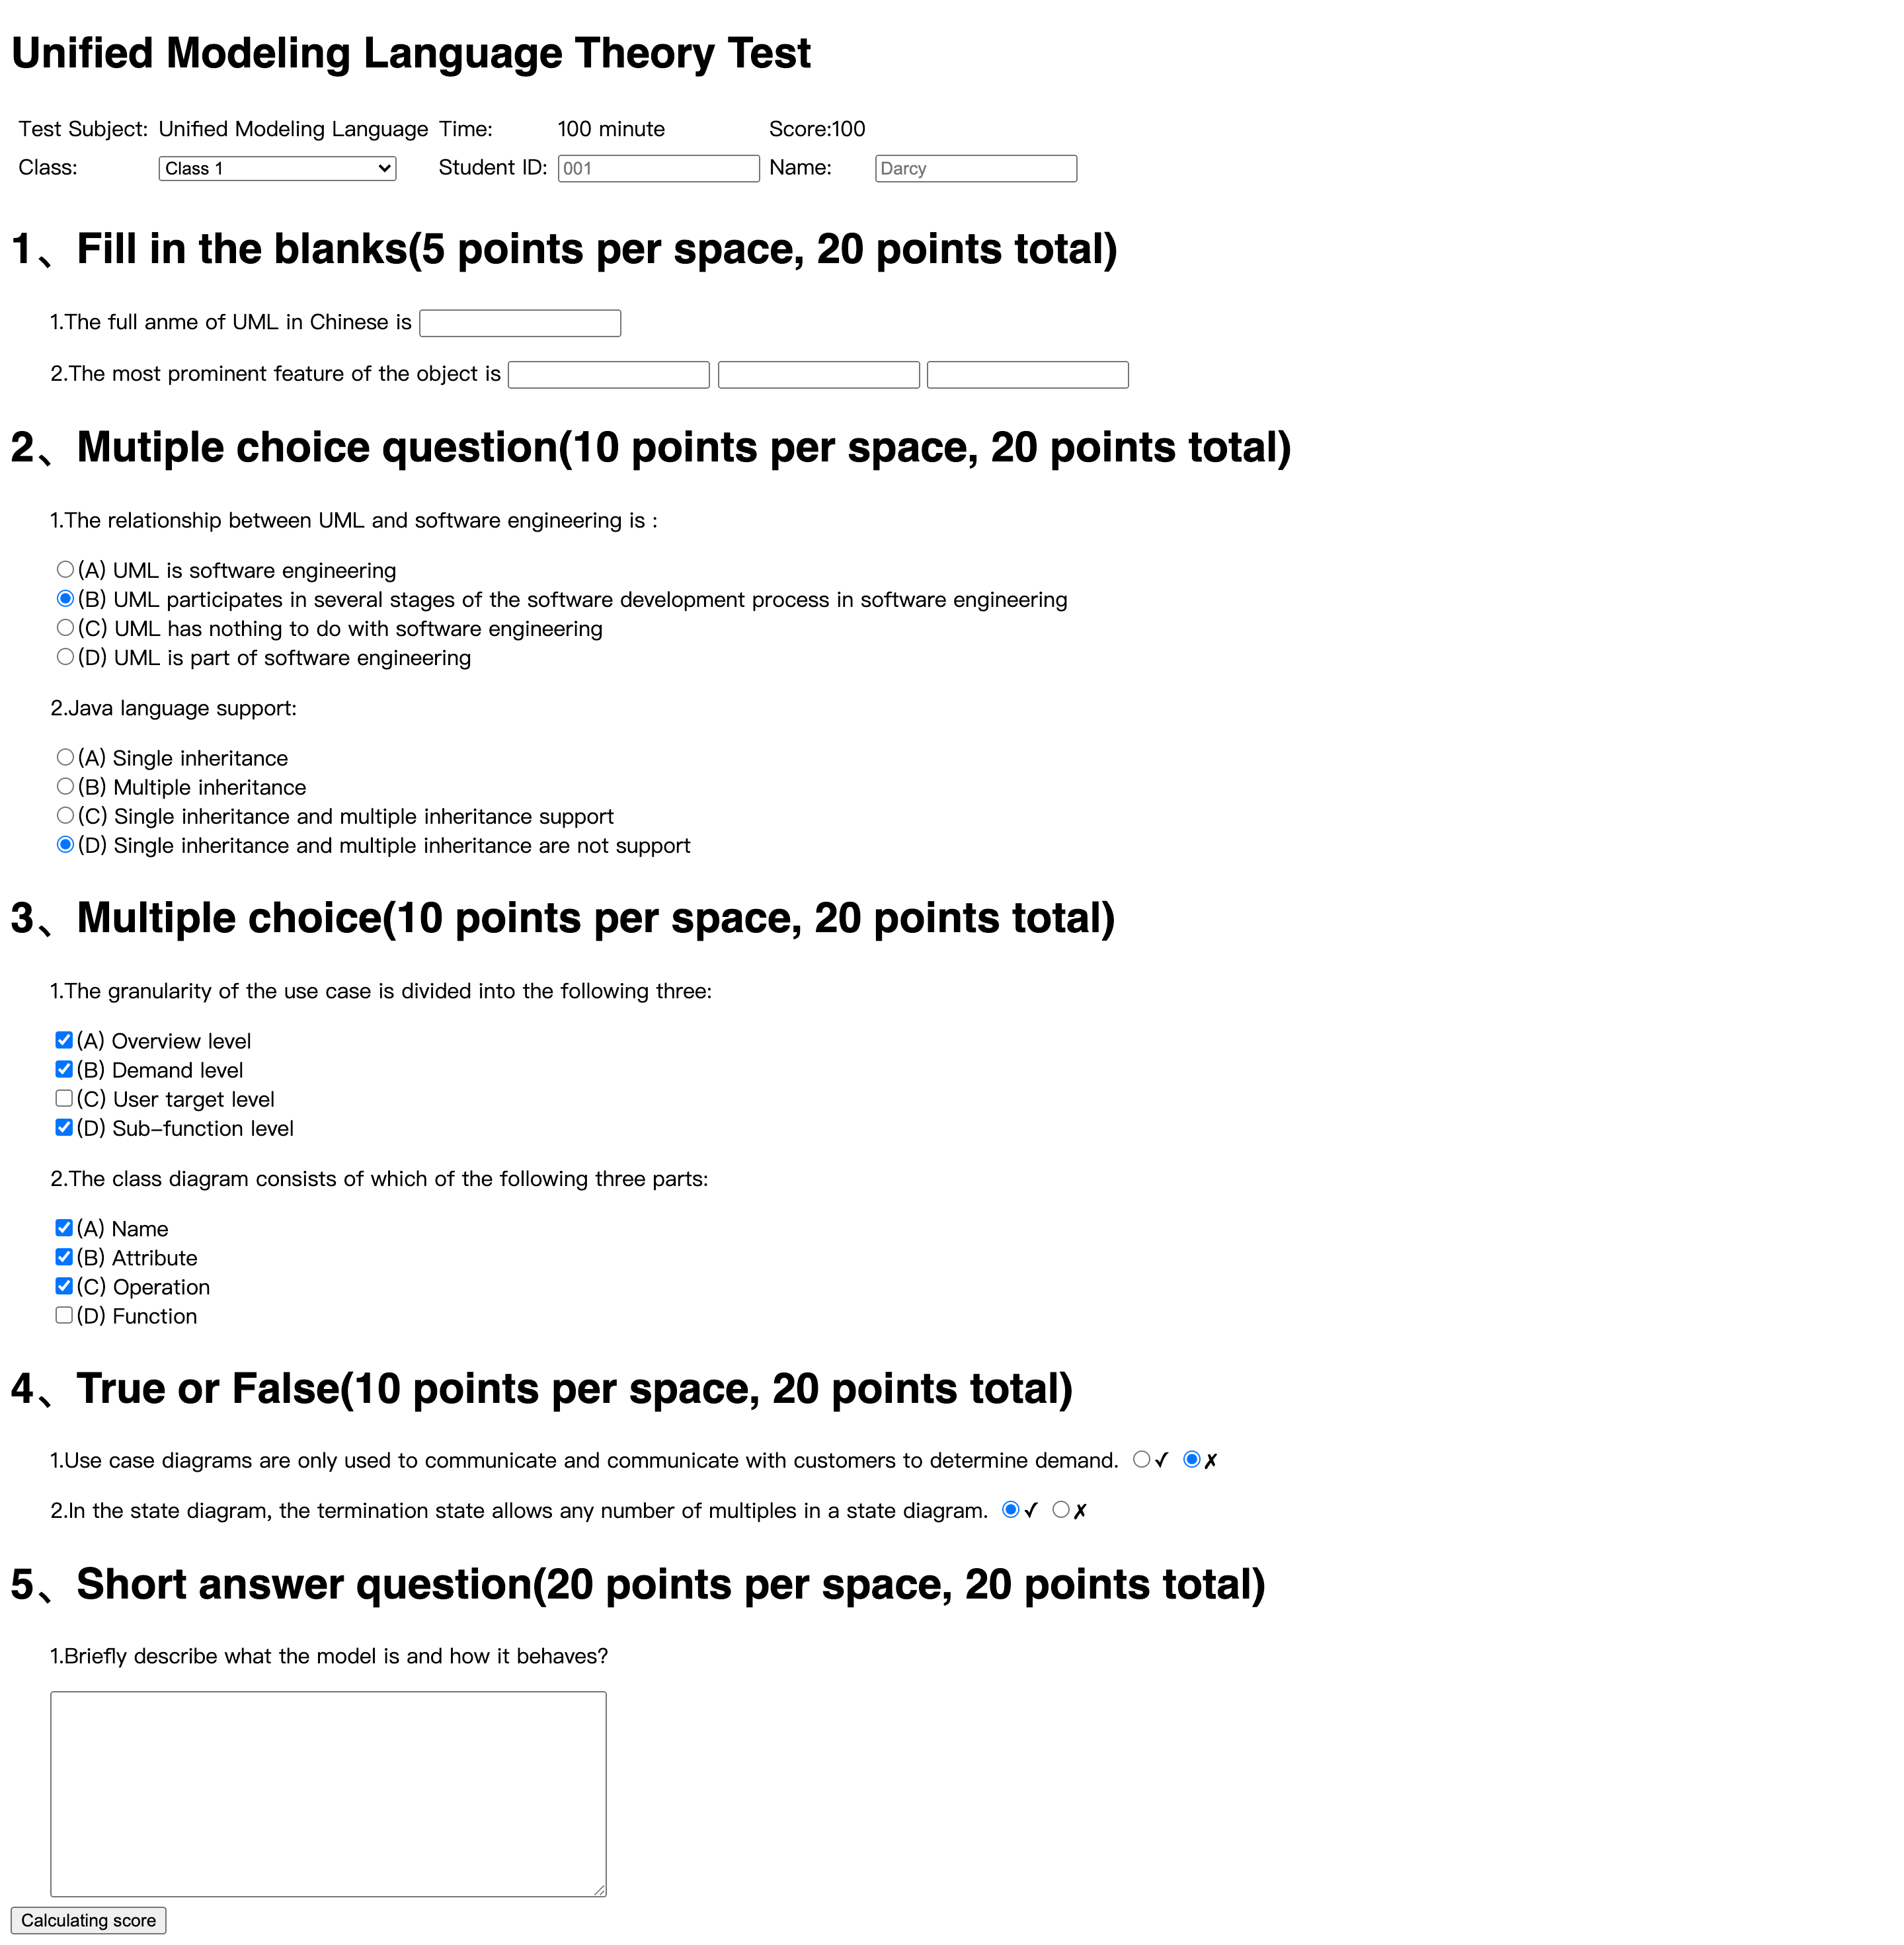 Unified Modeling Language Theory Test
Test Subject: Unified Modeling Language Time: 100 minute Score:100
Class: Class 1 Student ID: 001 Name: Darcy
1、Fill in the blanks(5 points per space, 20 points total)
1.The full anme of UML in Chinese is
2.The most prominent feature of the object is
2、Mutiple choice question(10 points per space, 20 points total)
1.The relationship between UML and software engineering is :
(A) UML is software engineering
(B) UML participates in several stages of the software development process in software engineering
(C) UML has nothing to do with software engineering
(D) UML is part of software engineering
2.Java language support:
(A) Single inheritance
(B) Multiple inheritance
(C) Single inheritance and multiple inheritance support
(D) Single inheritance and multiple inheritance are not support
3、Multiple choice(10 points per space, 20 points total)
1.The granularity of the use case is divided into the following three:
(A) Overview level
(B) Demand level
(C) User target level
(D) Sub-function level
2.The class diagram consists of which of the following three parts:
(A) Name
(B) Attribute
(C) Operation
(D) Function
4、True or False(10 points per space, 20 points total)
1.Use case diagrams are only used to communicate and communicate with customers to determine demand. ✓ ✗
2.In the state diagram, the termination state allows any number of multiples in a state diagram. ✓ ✗
5、Short answer question(20 points per space, 20 points total)
1.Briefly describe what the model is and how it behaves?
Calculating score